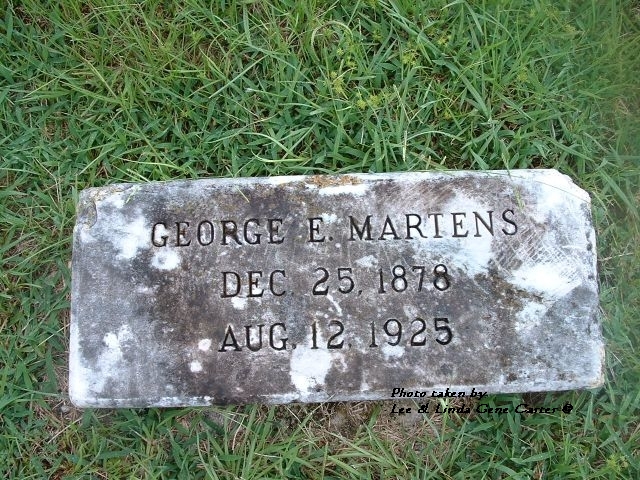 GEORGE E. MARTENS
DEC. 25, 1878
AUG. 12, 1925
Photo taken by
Lee & Linda Gene Carter ©